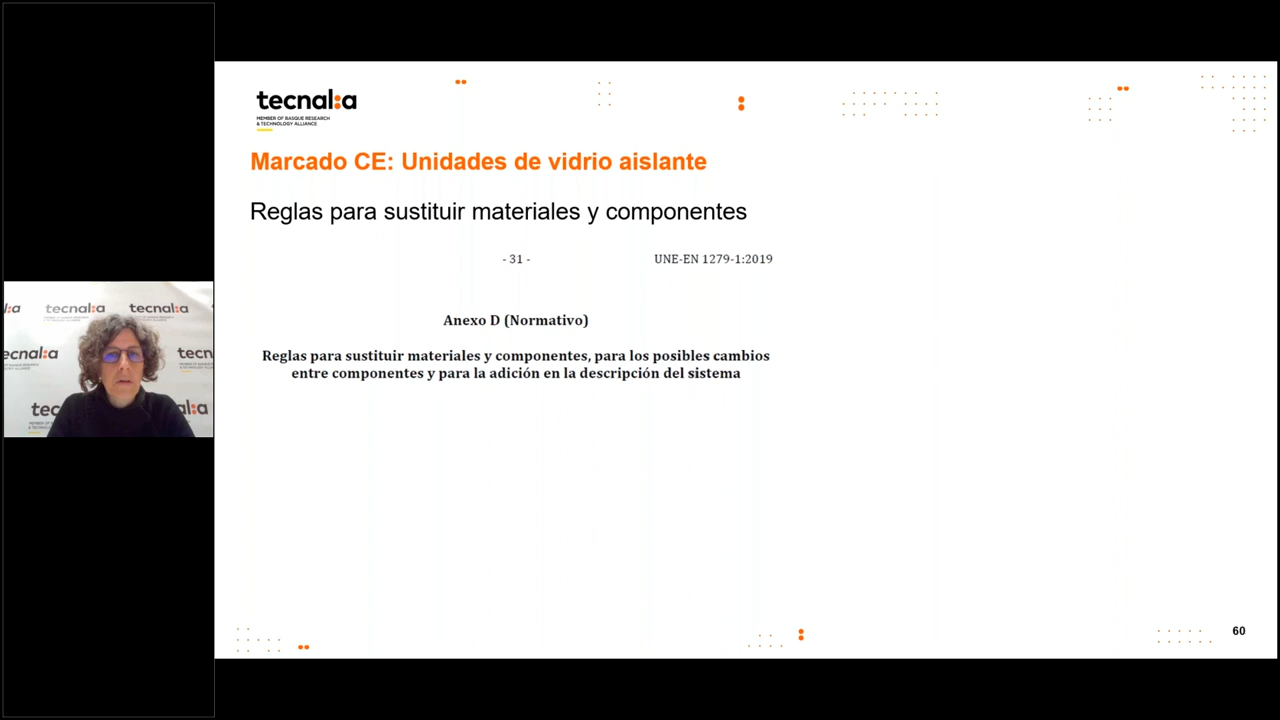 tecnalia
MEMBER OF BASQUE RESEARCH
& TECHNOLOGY ALLIANCE
Marcado CE: Unidades de vidrio aislante
Reglas para sustituir materiales y componentes
- 31 -
UNE-EN 1279-1:2019
Anexo D (Normativo)
Reglas para sustituir materiales y componentes, para los posibles cambios
entre componentes y para la adición en la descripción del sistema
60
tecnalia
tecnalia